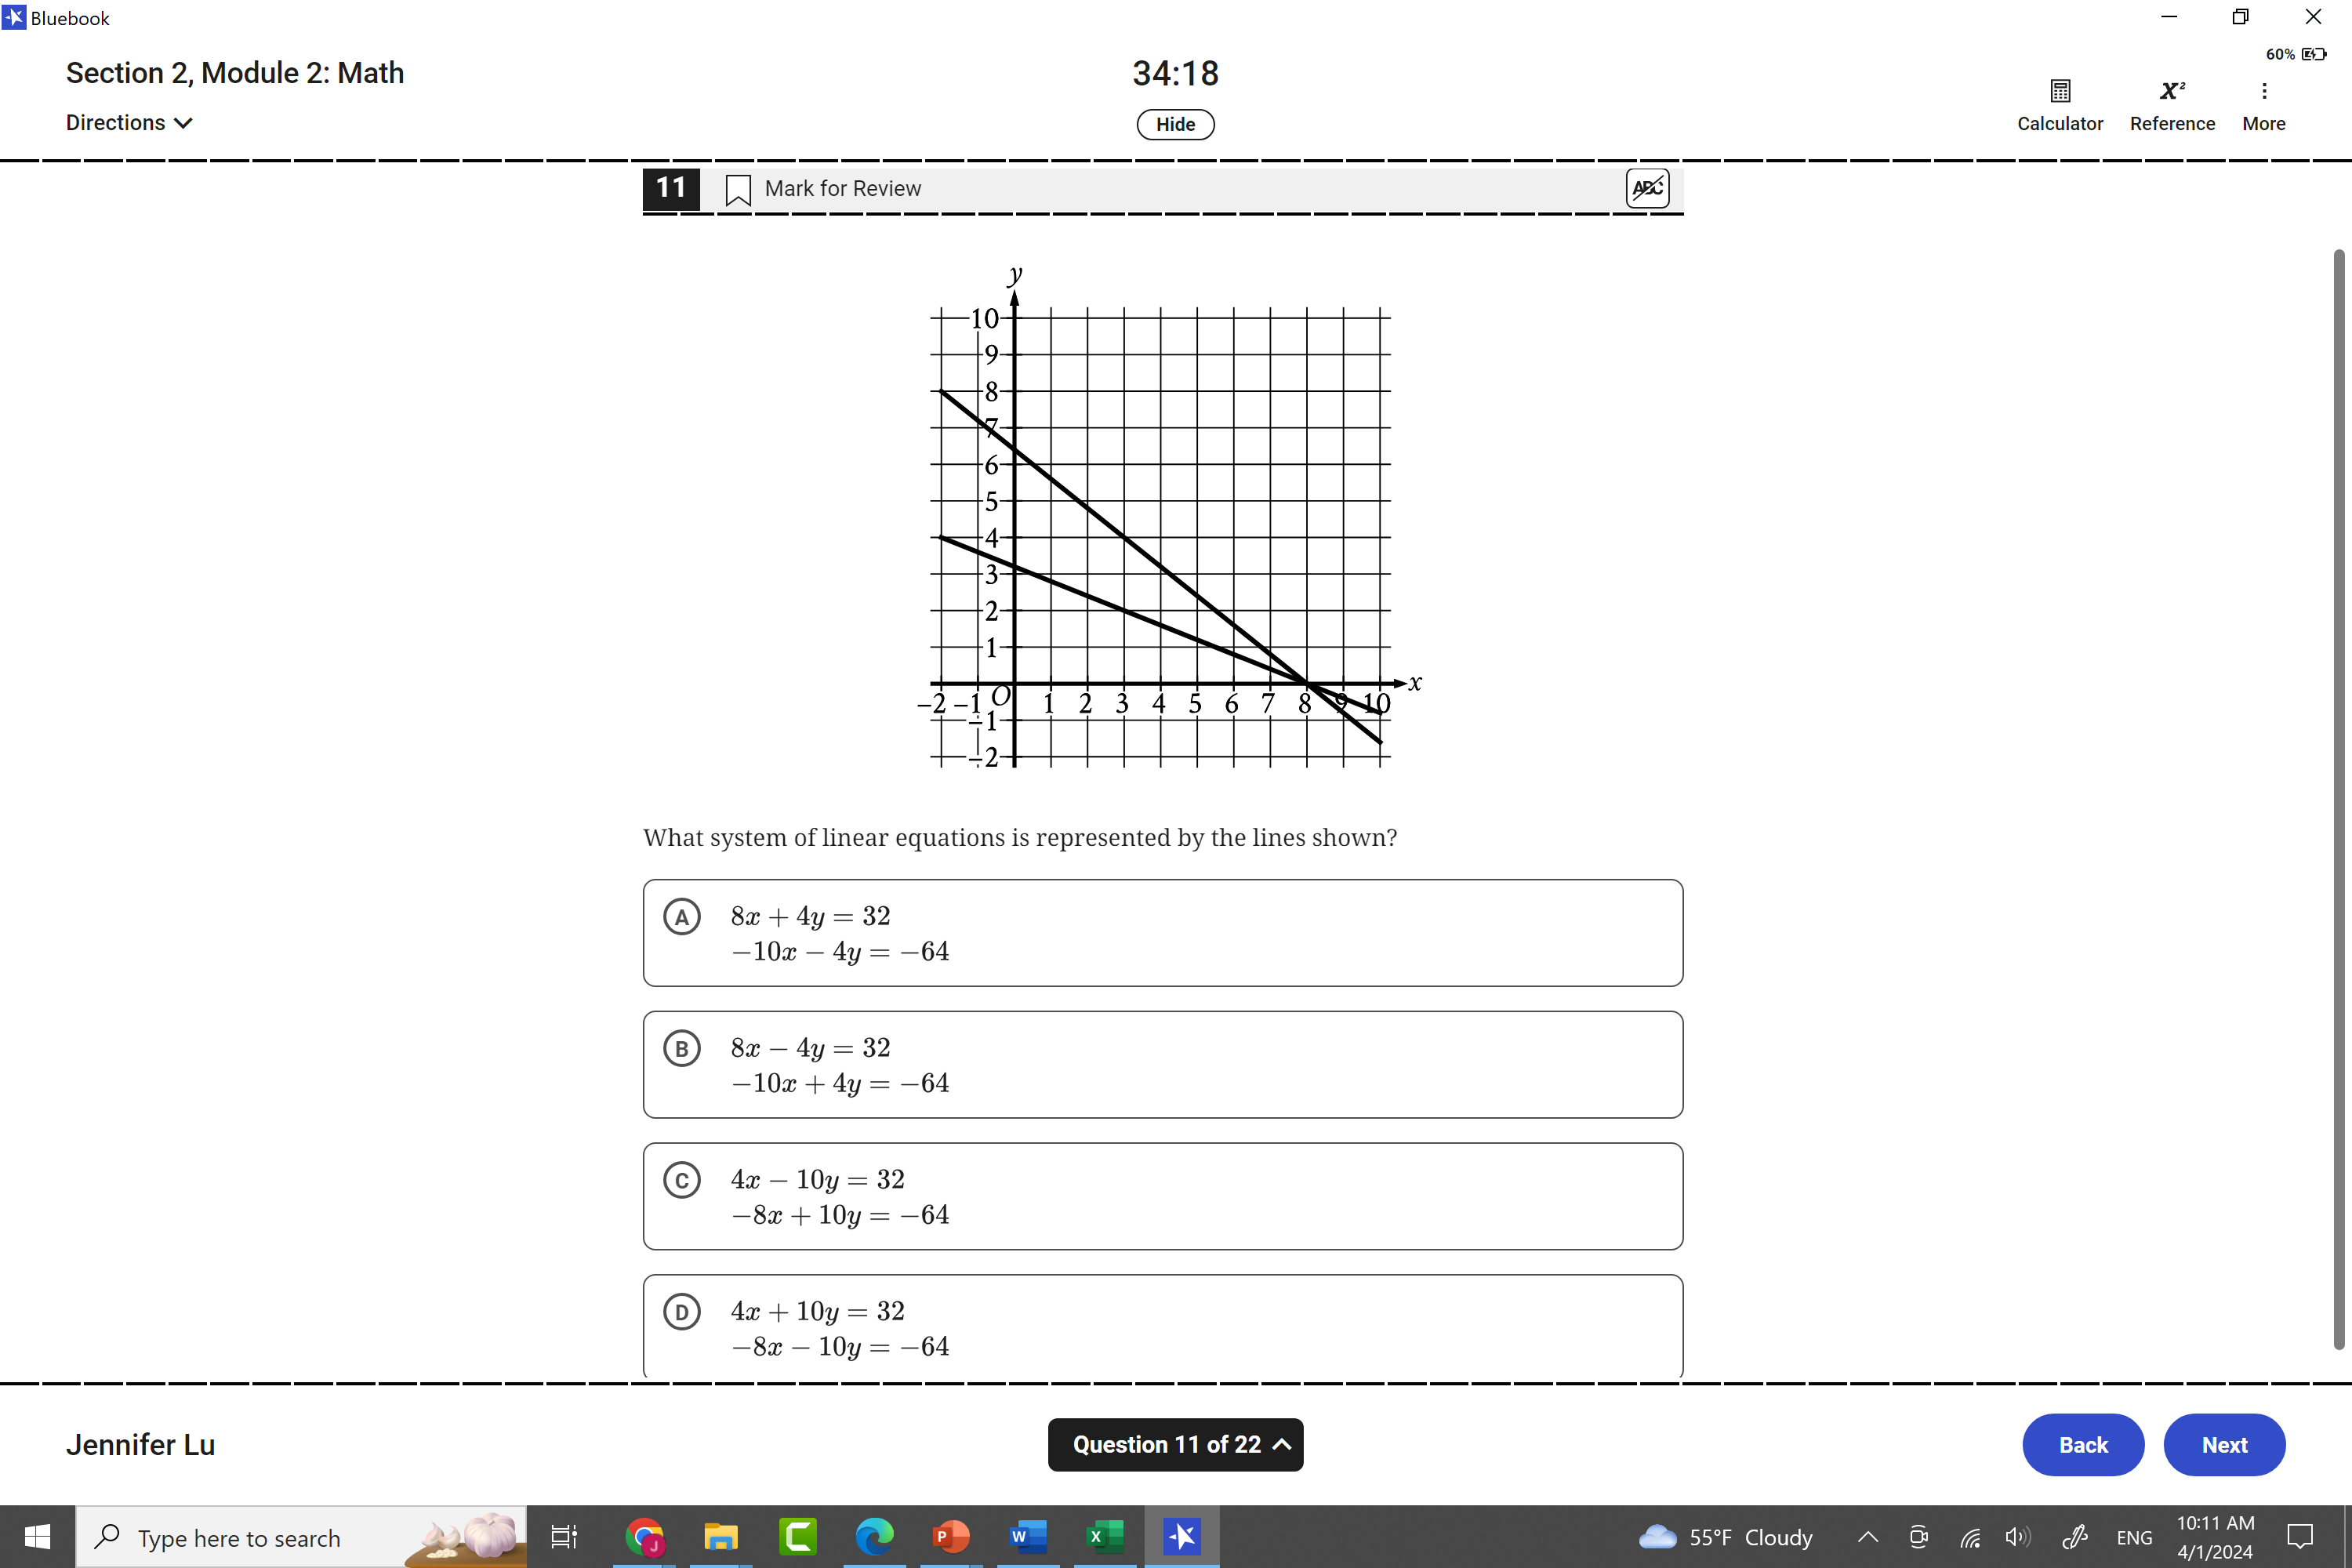 Bluebook
60%
Section 2, Module 2: Math
34:18
Directions
Hide
Calculator
Reference
More
11 Mark for Review ABC
y
10
9
8
7
6
5
4
3
2
1
x
−2 −1 O 1 2 3 4 5 6 7 8 9 10
−1
−2
What system of linear equations is represented by the lines shown?
A 8x + 4y = 32
−10x − 4y = −64
B 8x − 4y = 32
−10x + 4y = −64
C 4x − 10y = 32
−8x + 10y = −64
D 4x + 10y = 32
−8x − 10y = −64
Jennifer Lu
Question 11 of 22
Back
Next
Type here to search
55°F Cloudy
ENG
10:11 AM
4/1/2024